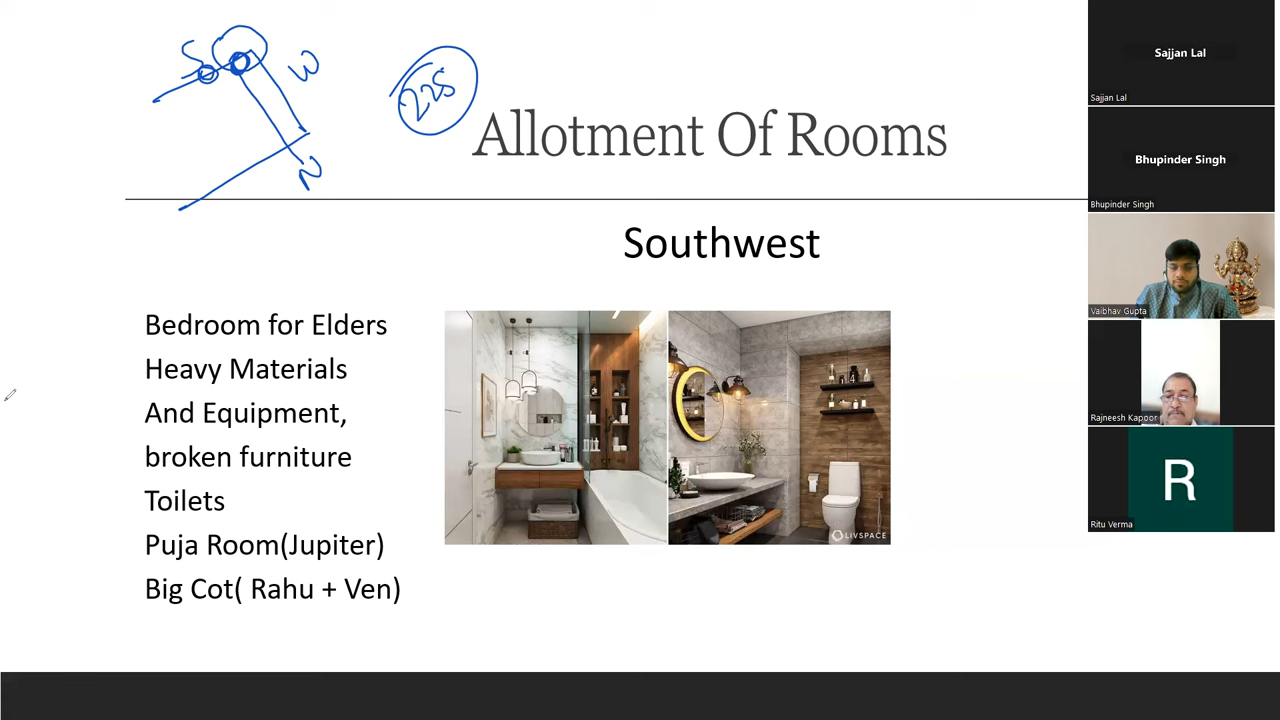 S
W
225
N
Allotment Of Rooms
Southwest
Bedroom for Elders
Heavy Materials
And Equipment,
broken furniture
Toilets
Puja Room(Jupiter)
Big Cot( Rahu + Ven)
LIVSPACE
Sajjan Lal
Sajjan Lal
Bhupinder Singh
Bhupinder Singh
Vaibhav Gupta
Rajneesh Kapoor
R
Ritu Verma